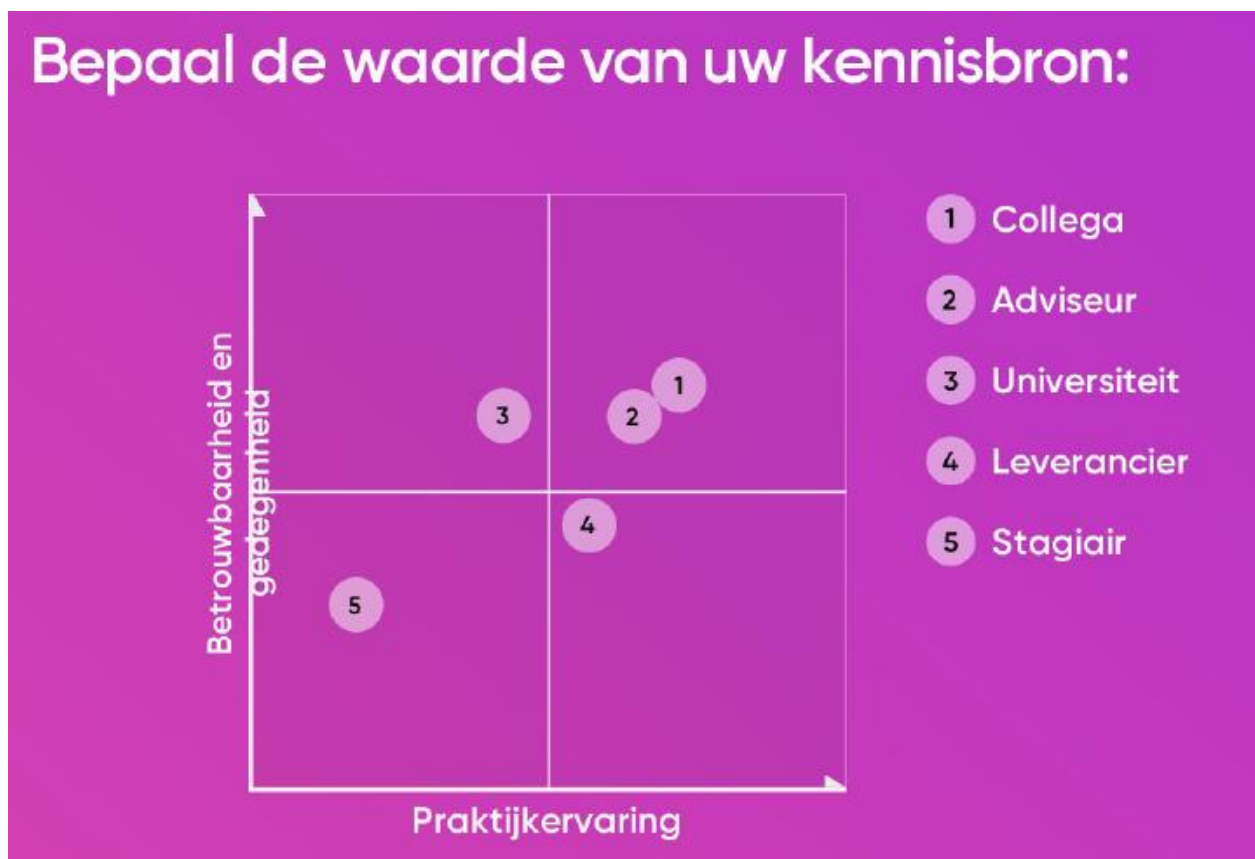 Bepaal de waarde van uw kennisbron:
Betrouwbaarheid en
gedegenheid
3
2
1
4
5
Praktijkervaring
1 Collega
2 Adviseur
3 Universiteit
4 Leverancier
5 Stagiair